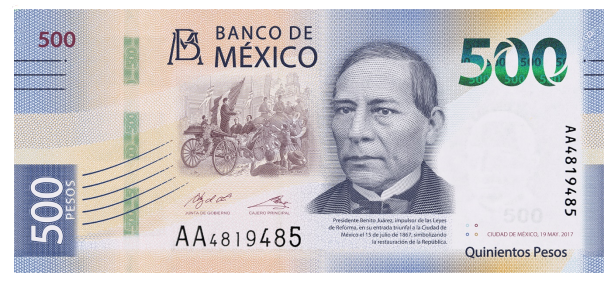 500
BANCO DE
MÉXICO
500
500 PESOS
JUNTA DE GOBIERNO
CAJERO PRINCIPAL
AA4819485
Presidente Benito Juárez, impulsor de las Leyes
de Reforma, en su entrada triunfal a la Ciudad de
México el 15 de julio de 1867, simbolizando
la restauración de la República.
AA4819485
500
CIUDAD DE MÉXICO, 19 MAY. 2017
Quinientos Pesos